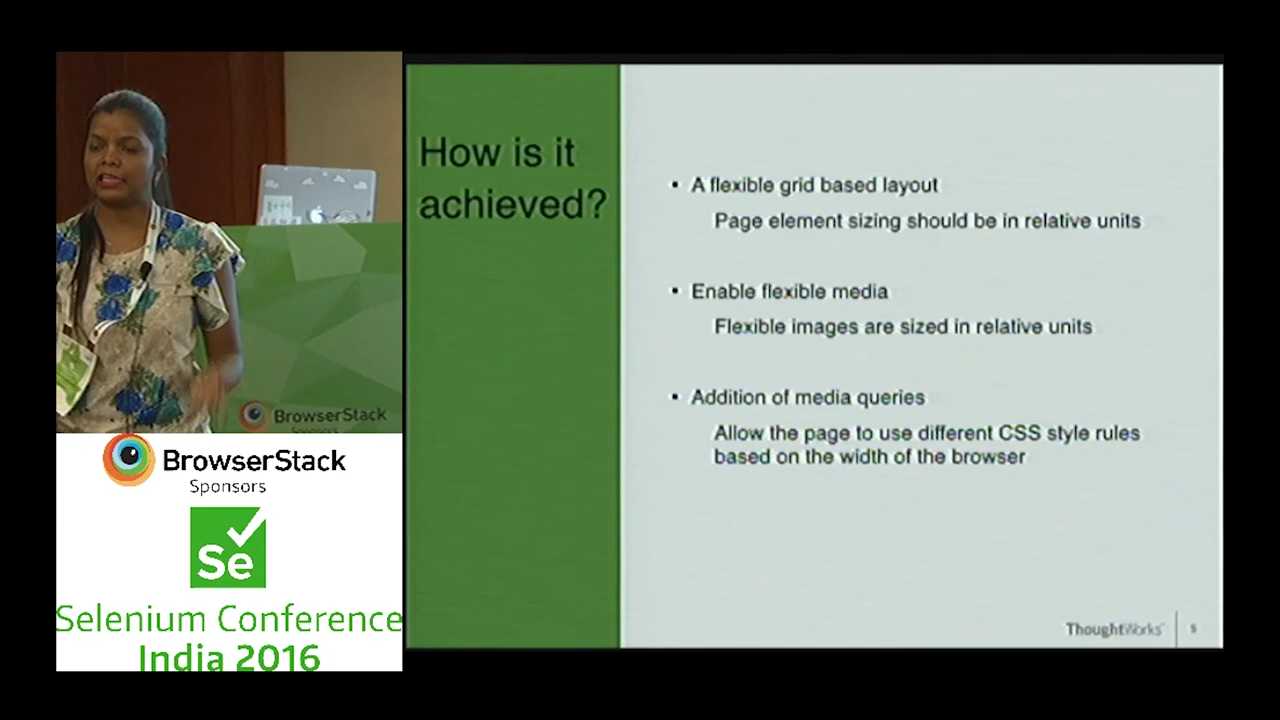 How is it
achieved?
• A flexible grid based layout
Page element sizing should be in relative units
• Enable flexible media
Flexible images are sized in relative units
• Addition of media queries
Allow the page to use different CSS style rules
based on the width of the browser
ThoughtWorks
5
BrowserStack
Sponsors
BrowserStack
Sponsors
Se
Selenium Conference
India 2016